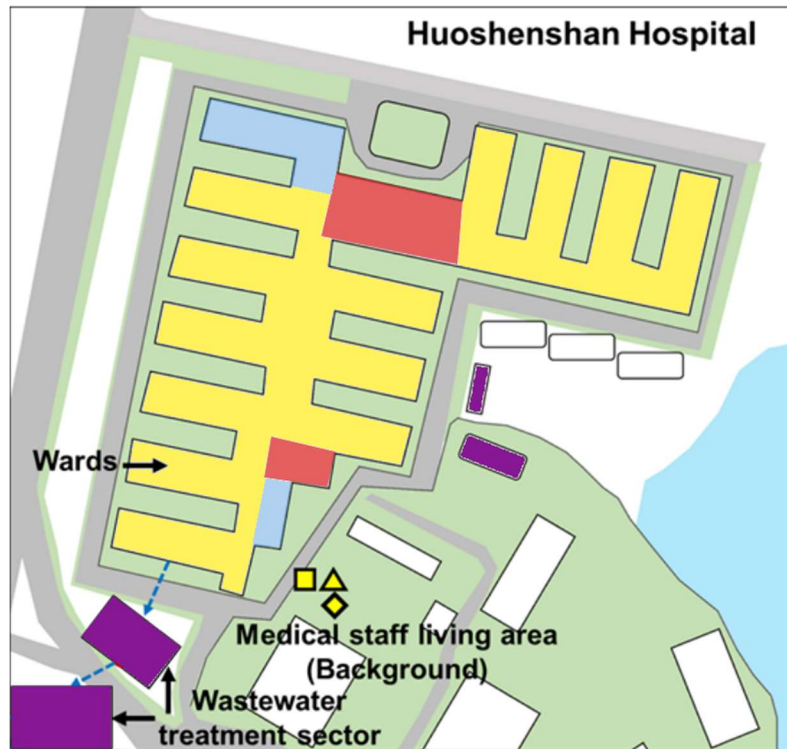 Huoshenshan Hospital
Wards
Medical staff living area
(Background)
Wastewater
treatment sector